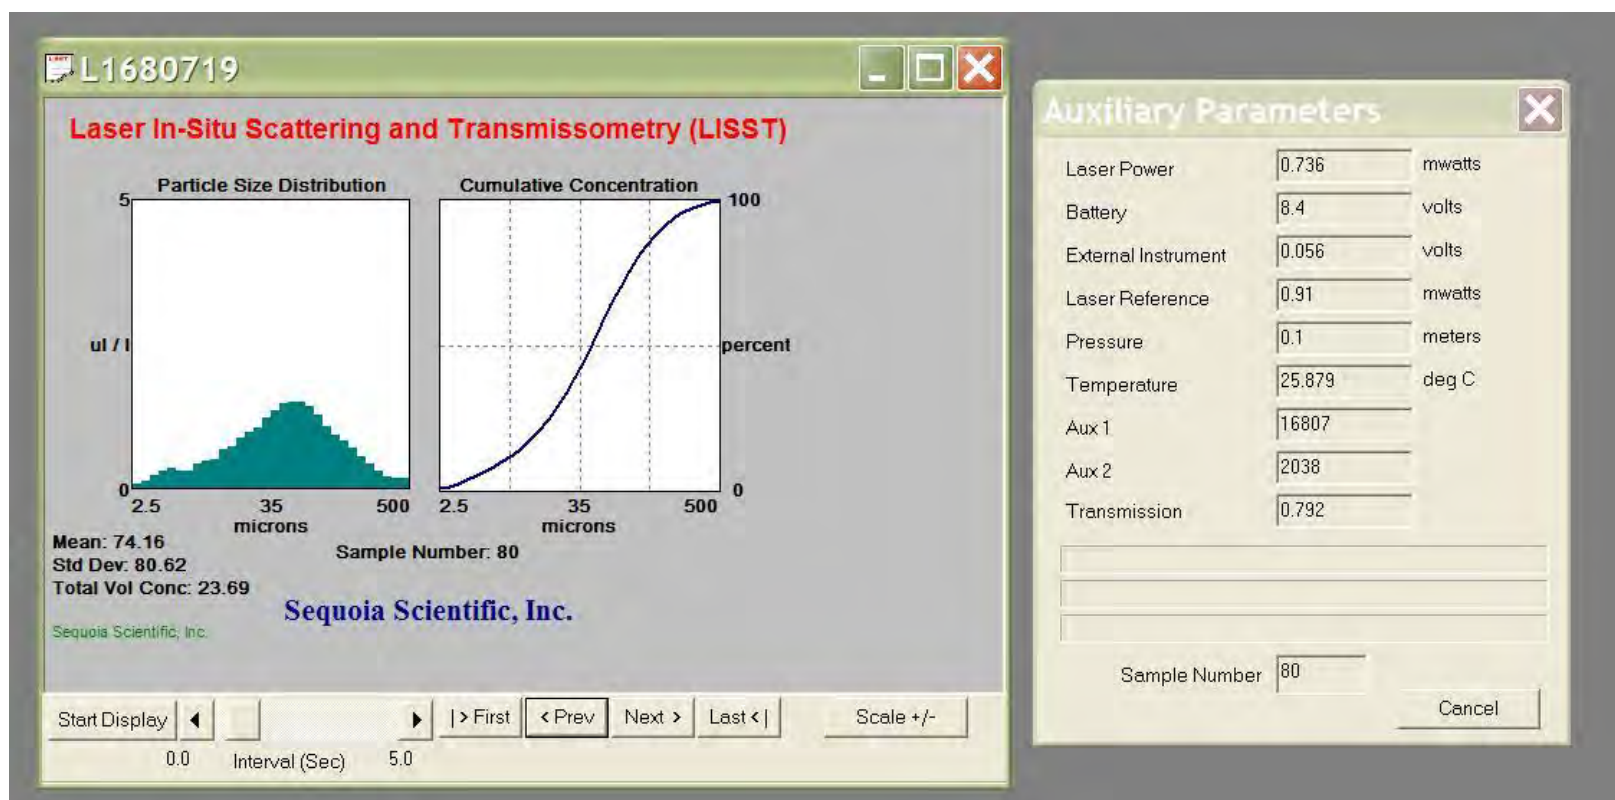 L1680719
Laser In-Situ Scattering and Transmissometry (LISST)
Particle Size Distribution
5
ul / l
0
2.5 35 500
microns
Cumulative Concentration
100
percent
0
2.5 35 500
microns
Mean: 74.16
Std Dev: 80.62
Total Vol Conc: 23.69
Sample Number: 80
Sequoia Scientific, Inc.
Sequoia Scientific, Inc.
Start Display |> First < Prev Next > Last <| Scale +/-
0.0 Interval (Sec) 5.0
Auxiliary Parameters
Laser Power 0.736 mwatts
Battery 8.4 volts
External Instrument 0.056 volts
Laser Reference 0.91 mwatts
Pressure 0.1 meters
Temperature 25.879 deg C
Aux 1 16807
Aux 2 2038
Transmission 0.792
Sample Number 80
Cancel